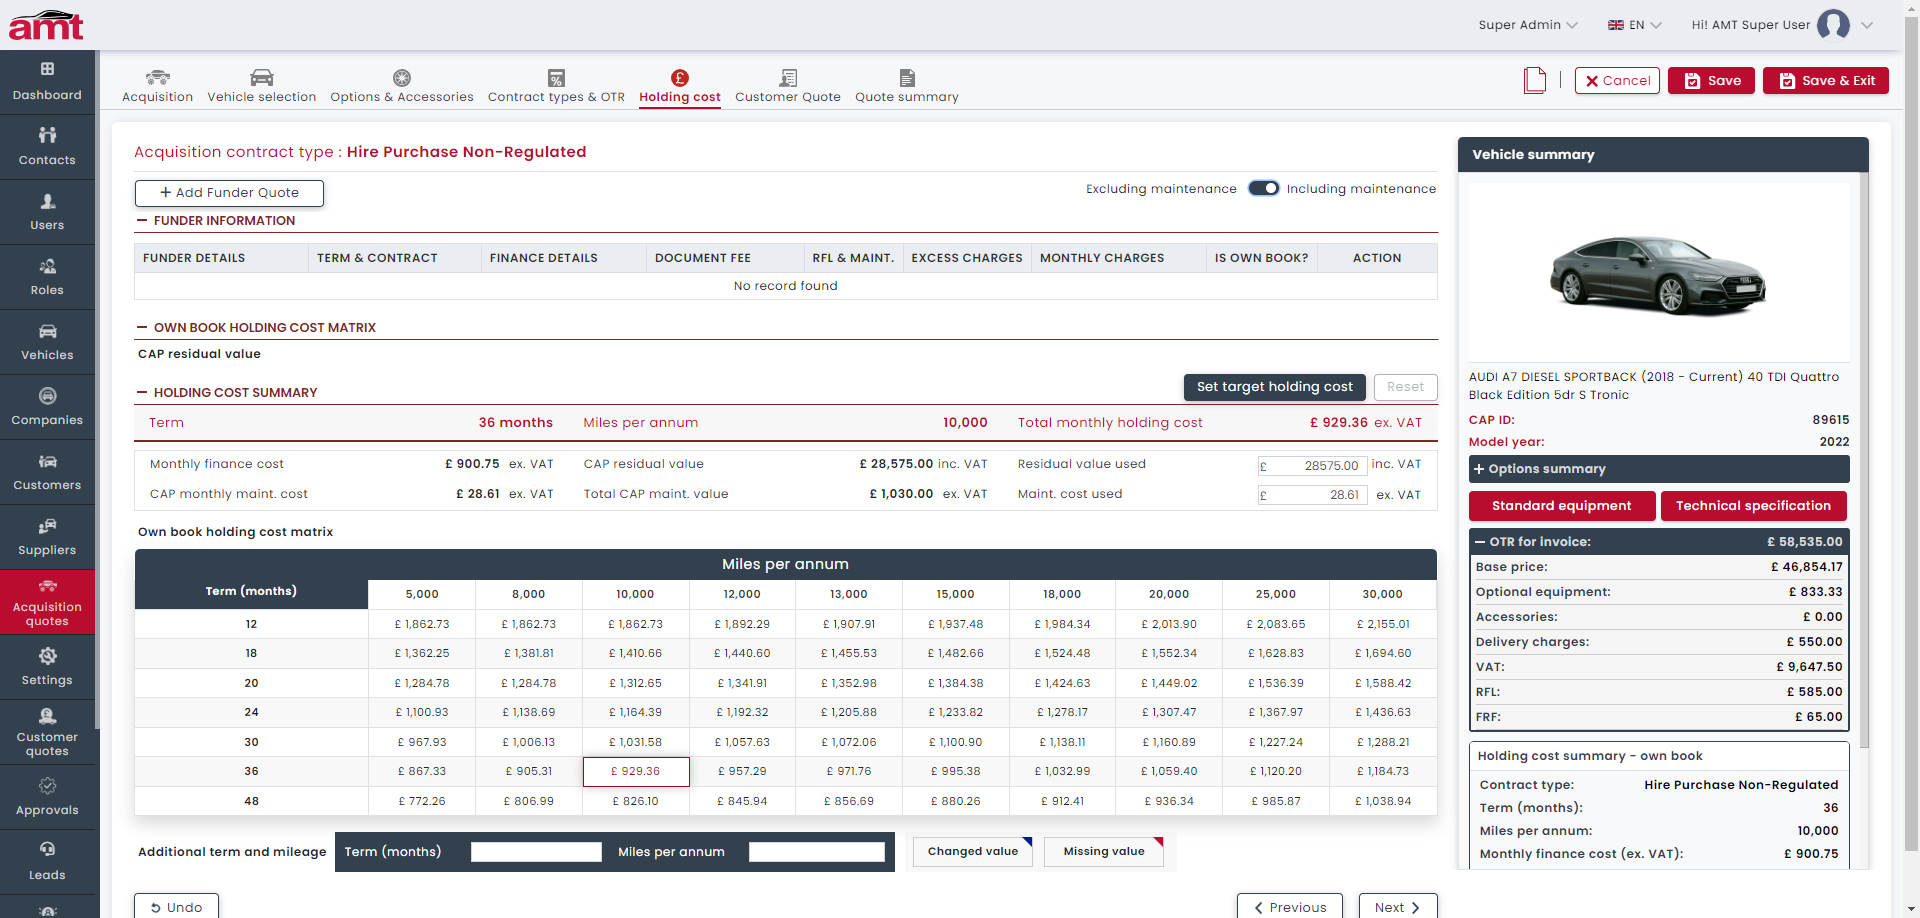 amt
Super Admin
EN
Hi! AMT Super User
Dashboard
Contacts
Users
Roles
Vehicles
Companies
Customers
Suppliers
Acquisition
quotes
Settings
Customer
quotes
Approvals
Leads
Acquisition
Vehicle selection
Options & Accessories
Contract types & OTR
Holding cost
Customer Quote
Quote summary
Cancel
Save
Save & Exit
Acquisition contract type : Hire Purchase Non-Regulated
+ Add Funder Quote
Excluding maintenance
Including maintenance
FUNDER INFORMATION
FUNDER DETAILS TERM & CONTRACT FINANCE DETAILS DOCUMENT FEE RFL & MAINT. EXCESS CHARGES MONTHLY CHARGES IS OWN BOOK? ACTION
No record found
OWN BOOK HOLDING COST MATRIX
CAP residual value
HOLDING COST SUMMARY
Set target holding cost
Reset
Term 36 months Miles per annum 10,000 Total monthly holding cost £ 929.36 ex. VAT
Monthly finance cost £ 900.75 ex. VAT CAP residual value £ 28,575.00 inc. VAT Residual value used £ 28575.00 inc. VAT
CAP monthly maint. cost £ 28.61 ex. VAT Total CAP maint. value £ 1,030.00 ex. VAT Maint. cost used £ 28.61 ex. VAT
Own book holding cost matrix
Miles per annum
Term (months) 5,000 8,000 10,000 12,000 13,000 15,000 18,000 20,000 25,000 30,000
12 £ 1,862.73 £ 1,862.73 £ 1,862.73 £ 1,892.29 £ 1,907.91 £ 1,937.48 £ 1,984.34 £ 2,013.90 £ 2,083.65 £ 2,155.01
18 £ 1,362.25 £ 1,381.81 £ 1,410.66 £ 1,440.60 £ 1,455.53 £ 1,482.66 £ 1,524.48 £ 1,552.34 £ 1,628.83 £ 1,694.60
20 £ 1,284.78 £ 1,284.78 £ 1,312.65 £ 1,341.91 £ 1,352.98 £ 1,384.38 £ 1,424.63 £ 1,449.02 £ 1,536.39 £ 1,588.42
24 £ 1,100.93 £ 1,138.69 £ 1,164.39 £ 1,192.32 £ 1,205.88 £ 1,233.82 £ 1,278.17 £ 1,307.47 £ 1,367.97 £ 1,436.63
30 £ 967.93 £ 1,006.13 £ 1,031.58 £ 1,057.63 £ 1,072.06 £ 1,100.90 £ 1,138.11 £ 1,160.89 £ 1,227.24 £ 1,288.21
36 £ 867.33 £ 905.31 £ 929.36 £ 957.29 £ 971.76 £ 995.38 £ 1,032.99 £ 1,059.40 £ 1,120.20 £ 1,184.73
48 £ 772.26 £ 806.99 £ 826.10 £ 845.94 £ 856.69 £ 880.26 £ 912.41 £ 936.34 £ 985.87 £ 1,038.94
Additional term and mileage Term (months) Miles per annum Changed value Missing value
Undo
Previous
Next
Vehicle summary
AUDI A7 DIESEL SPORTBACK (2018 - Current) 40 TDI Quattro
Black Edition 5dr S Tronic
CAP ID: 89615
Model year: 2022
+ Options summary
Standard equipment
Technical specification
OTR for invoice: £ 58,535.00
Base price: £ 46,854.17
Optional equipment: £ 833.33
Accessories: £ 0.00
Delivery charges: £ 550.00
VAT: £ 9,647.50
RFL: £ 585.00
FRF: £ 65.00
Holding cost summary - own book
Contract type: Hire Purchase Non-Regulated
Term (months): 36
Miles per annum: 10,000
Monthly finance cost (ex. VAT): £ 900.75